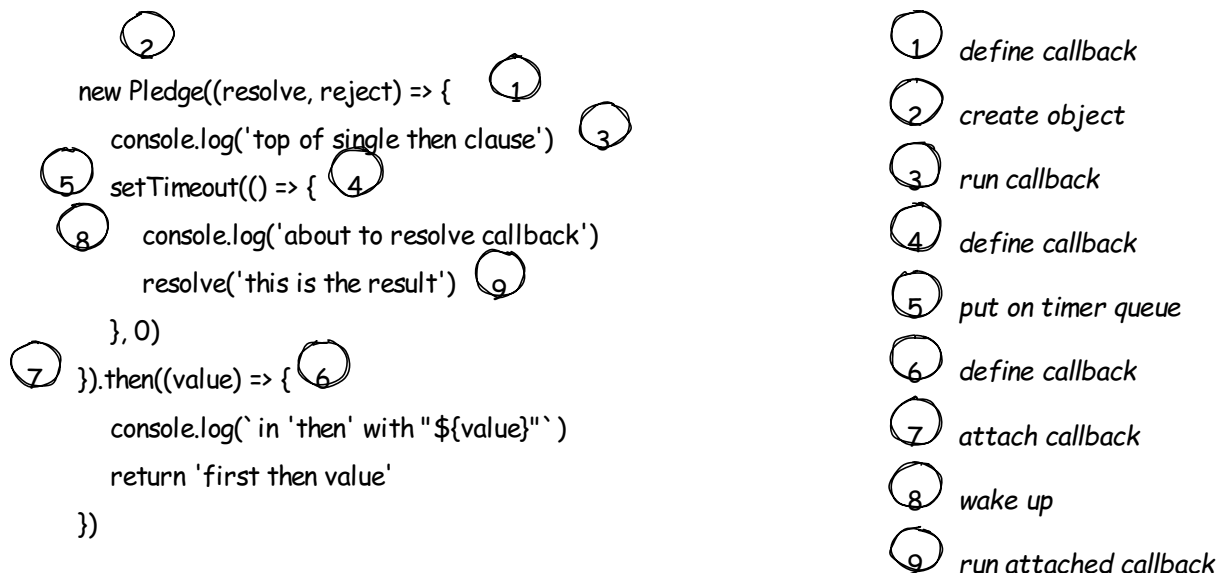 2
new Pledge((resolve, reject) => { 1
console.log('top of single then clause') 3
5 setTimeout(() => { 4
8 console.log('about to resolve callback')
resolve('this is the result') 9
}, 0)
7 }).then((value) => { 6
console.log(`in 'then' with "${value}"`)
return 'first then value'
})
1 define callback
2 create object
3 run callback
4 define callback
5 put on timer queue
6 define callback
7 attach callback
8 wake up
9 run attached callback